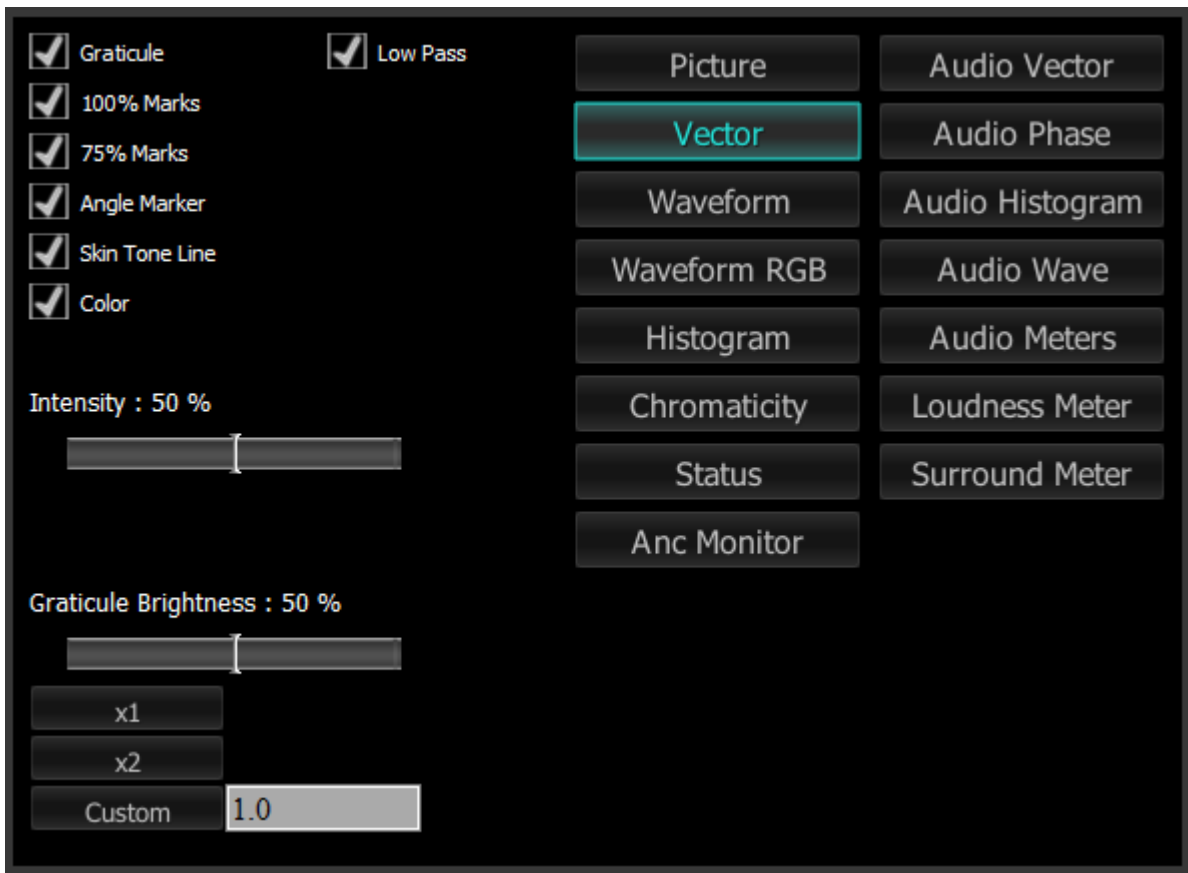 Graticule
Low Pass
100% Marks
75% Marks
Angle Marker
Skin Tone Line
Color
Intensity : 50 %
Graticule Brightness : 50 %
x1
x2
Custom
1.0
Picture
Vector
Waveform
Waveform RGB
Histogram
Chromaticity
Status
Anc Monitor
Audio Vector
Audio Phase
Audio Histogram
Audio Wave
Audio Meters
Loudness Meter
Surround Meter